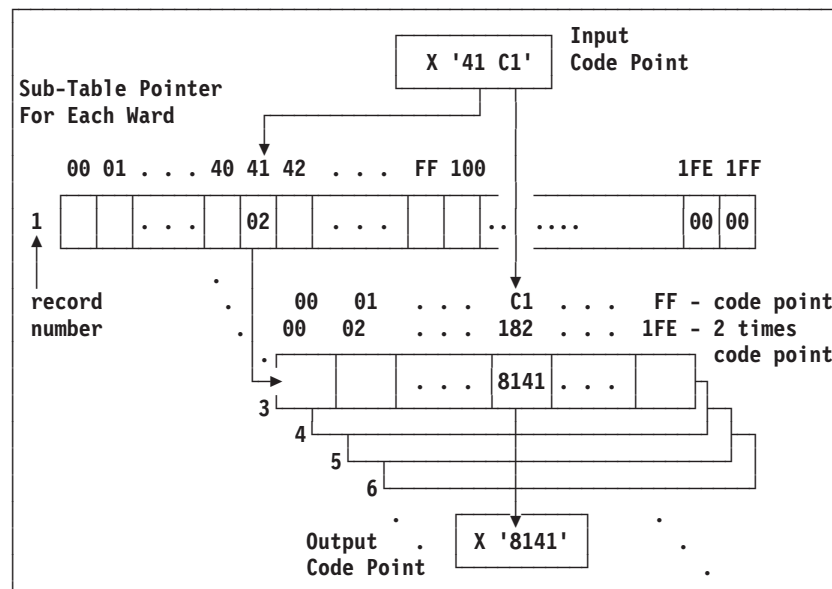 Input
X '41 C1' Code Point
Sub-Table Pointer
For Each Ward
00 01 . . . 40 41 42 . . . FF 100 1FE 1FF
1 . . . 02 . . . .. .... 00 00
record 00 01 . . . C1 . . . FF - code point
number 00 02 . . . 182 . . . 1FE - 2 times
code point
. . . 8141 . . .
3
4
5
6
Output X '8141'
Code Point